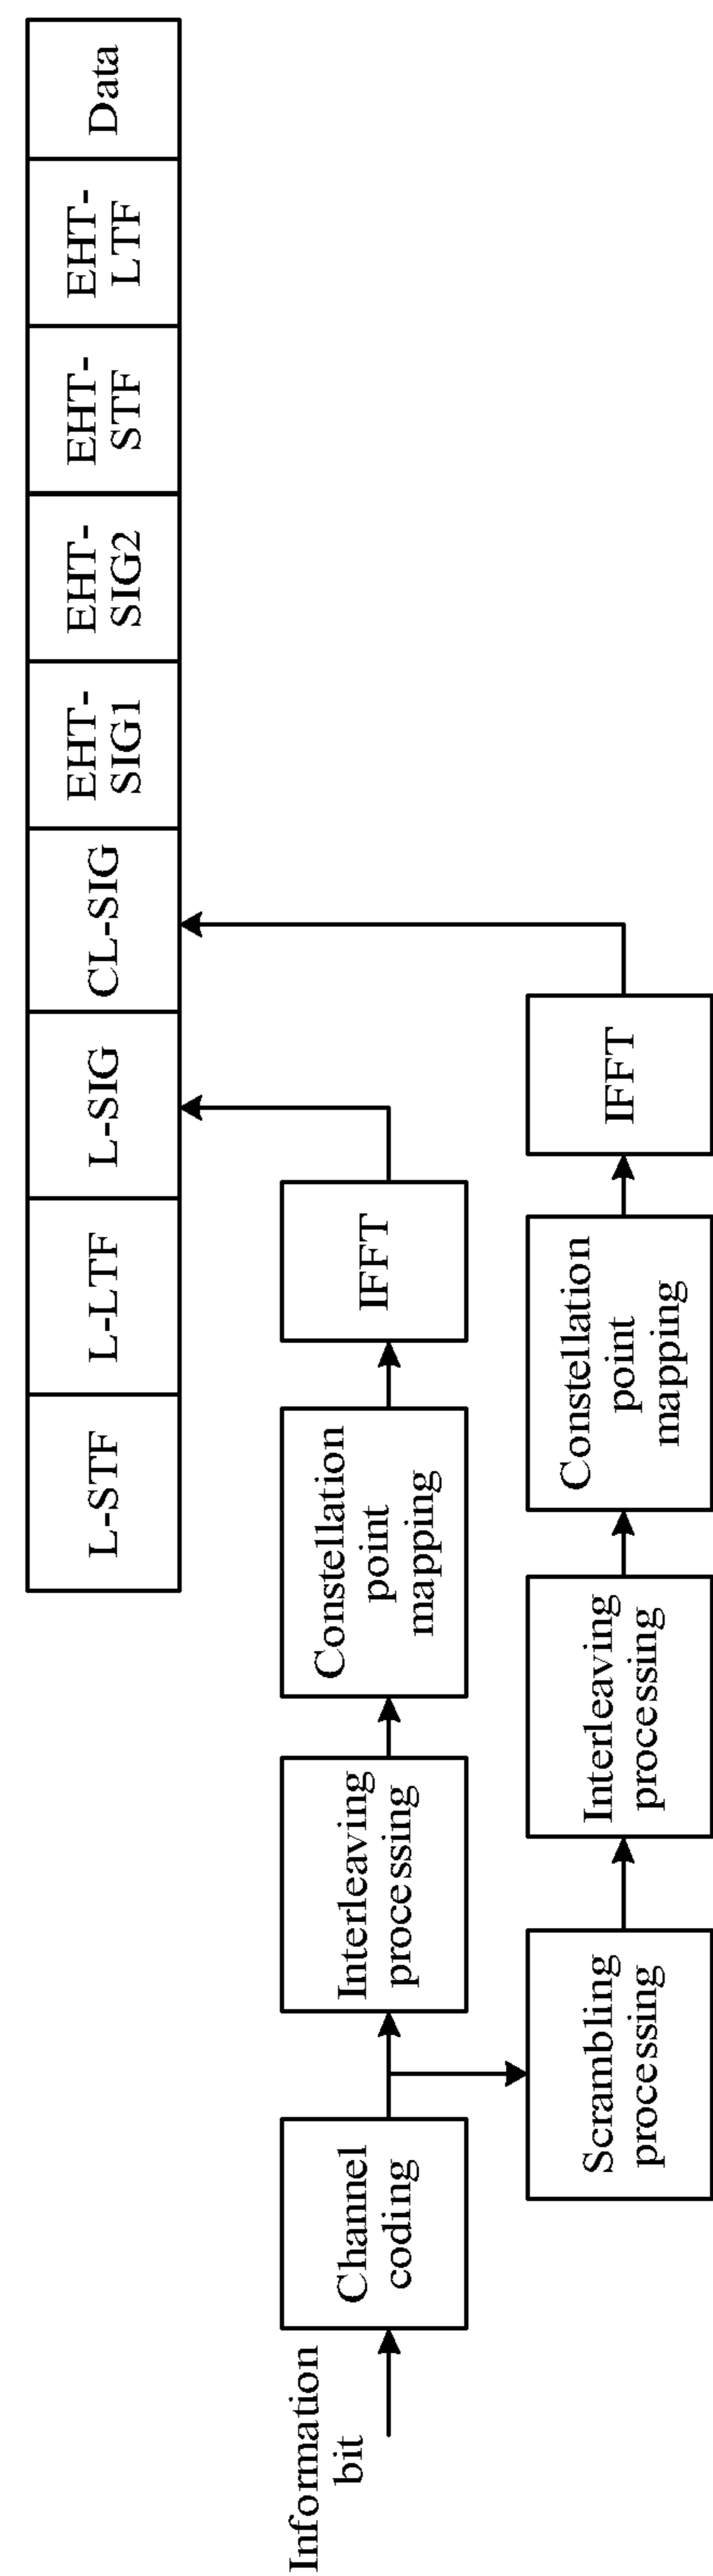 L-STF
L-LTF
L-SIG
CL-SIG
EHT-
SIG1
EHT-
SIG2
EHT-
STF
EHT-
LTF
Data
Information
bit
Channel
coding
Interleaving
processing
Constellation
point
mapping
IFFT
Scrambling
processing
Interleaving
processing
Constellation
point
mapping
IFFT